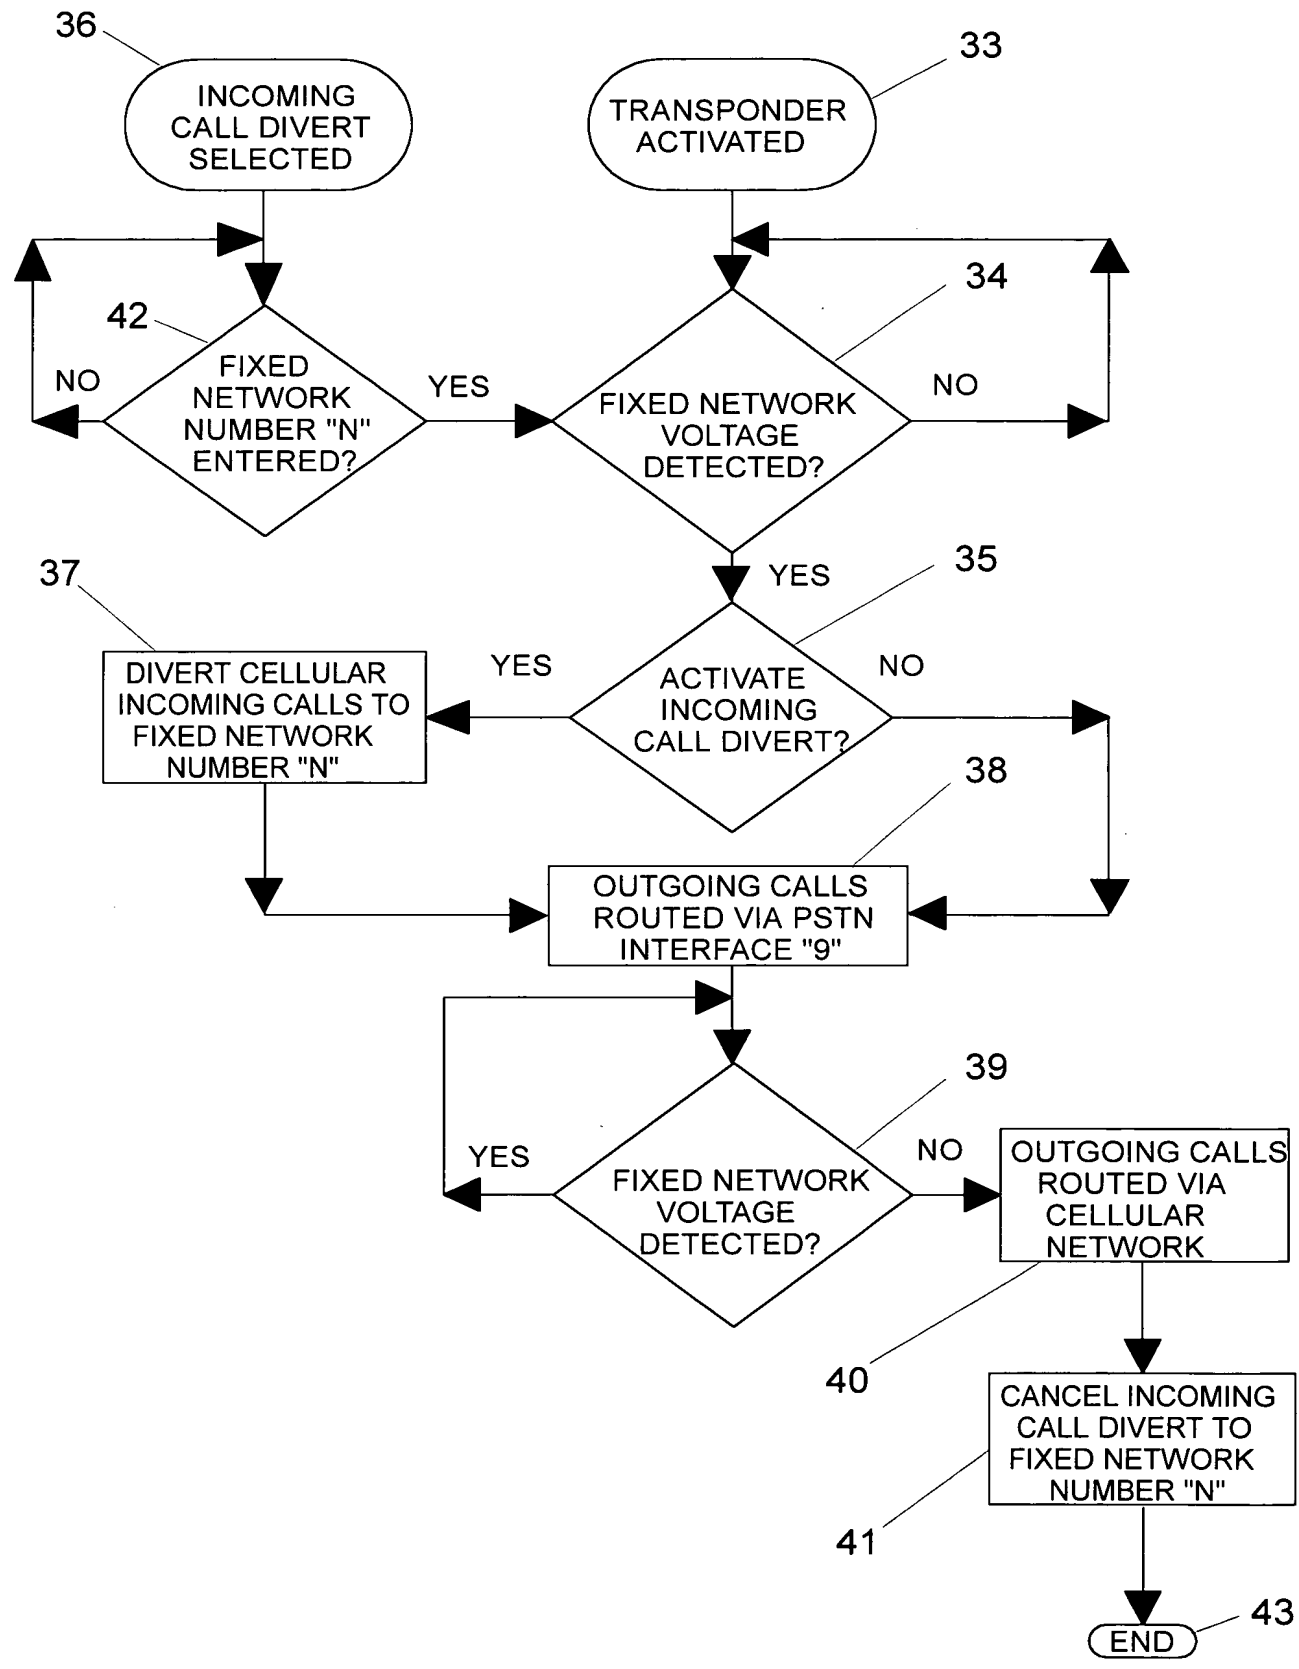 36
INCOMING
CALL DIVERT
SELECTED
33
TRANSPONDER
ACTIVATED
42
FIXED
NETWORK
NUMBER "N"
ENTERED?
NO
YES
34
FIXED NETWORK
VOLTAGE
DETECTED?
NO
YES
35
ACTIVATE
INCOMING
CALL DIVERT?
YES
NO
37
DIVERT CELLULAR
INCOMING CALLS TO
FIXED NETWORK
NUMBER "N"
38
OUTGOING CALLS
ROUTED VIA PSTN
INTERFACE "9"
39
FIXED NETWORK
VOLTAGE
DETECTED?
YES
NO
OUTGOING CALLS
ROUTED VIA
CELLULAR
NETWORK
40
CANCEL INCOMING
CALL DIVERT TO
FIXED NETWORK
NUMBER "N"
41
END
43